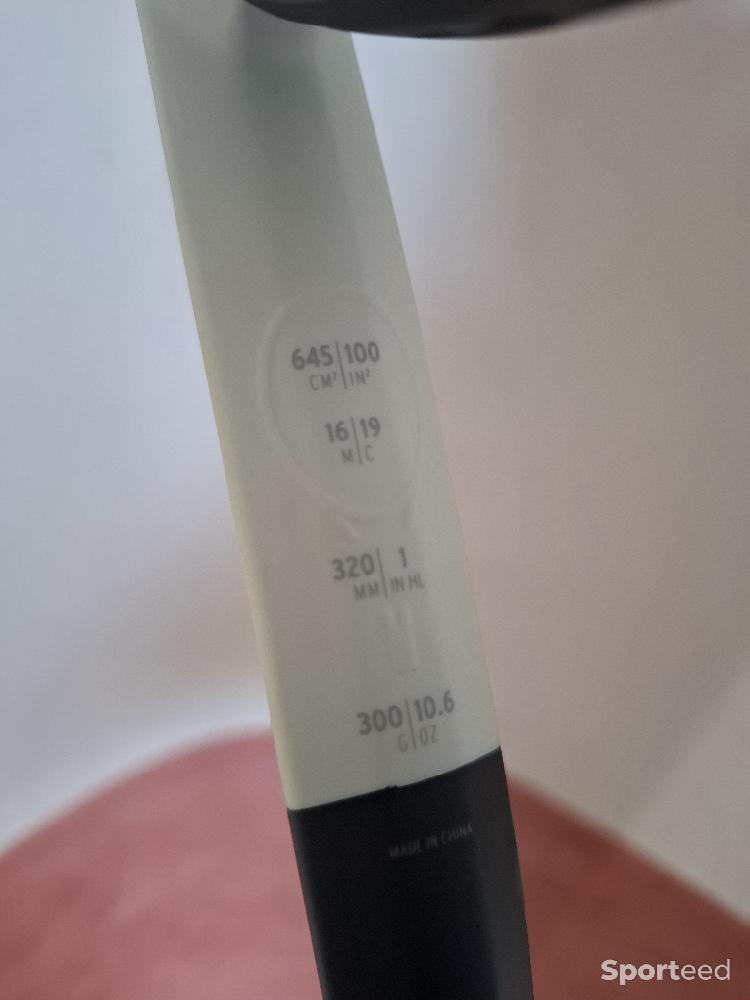 645|100
CM²|IN²
16|19
M|C
320|1
MM|IN HL
300|10.6
G|OZ
MADE IN CHINA
Sporteed